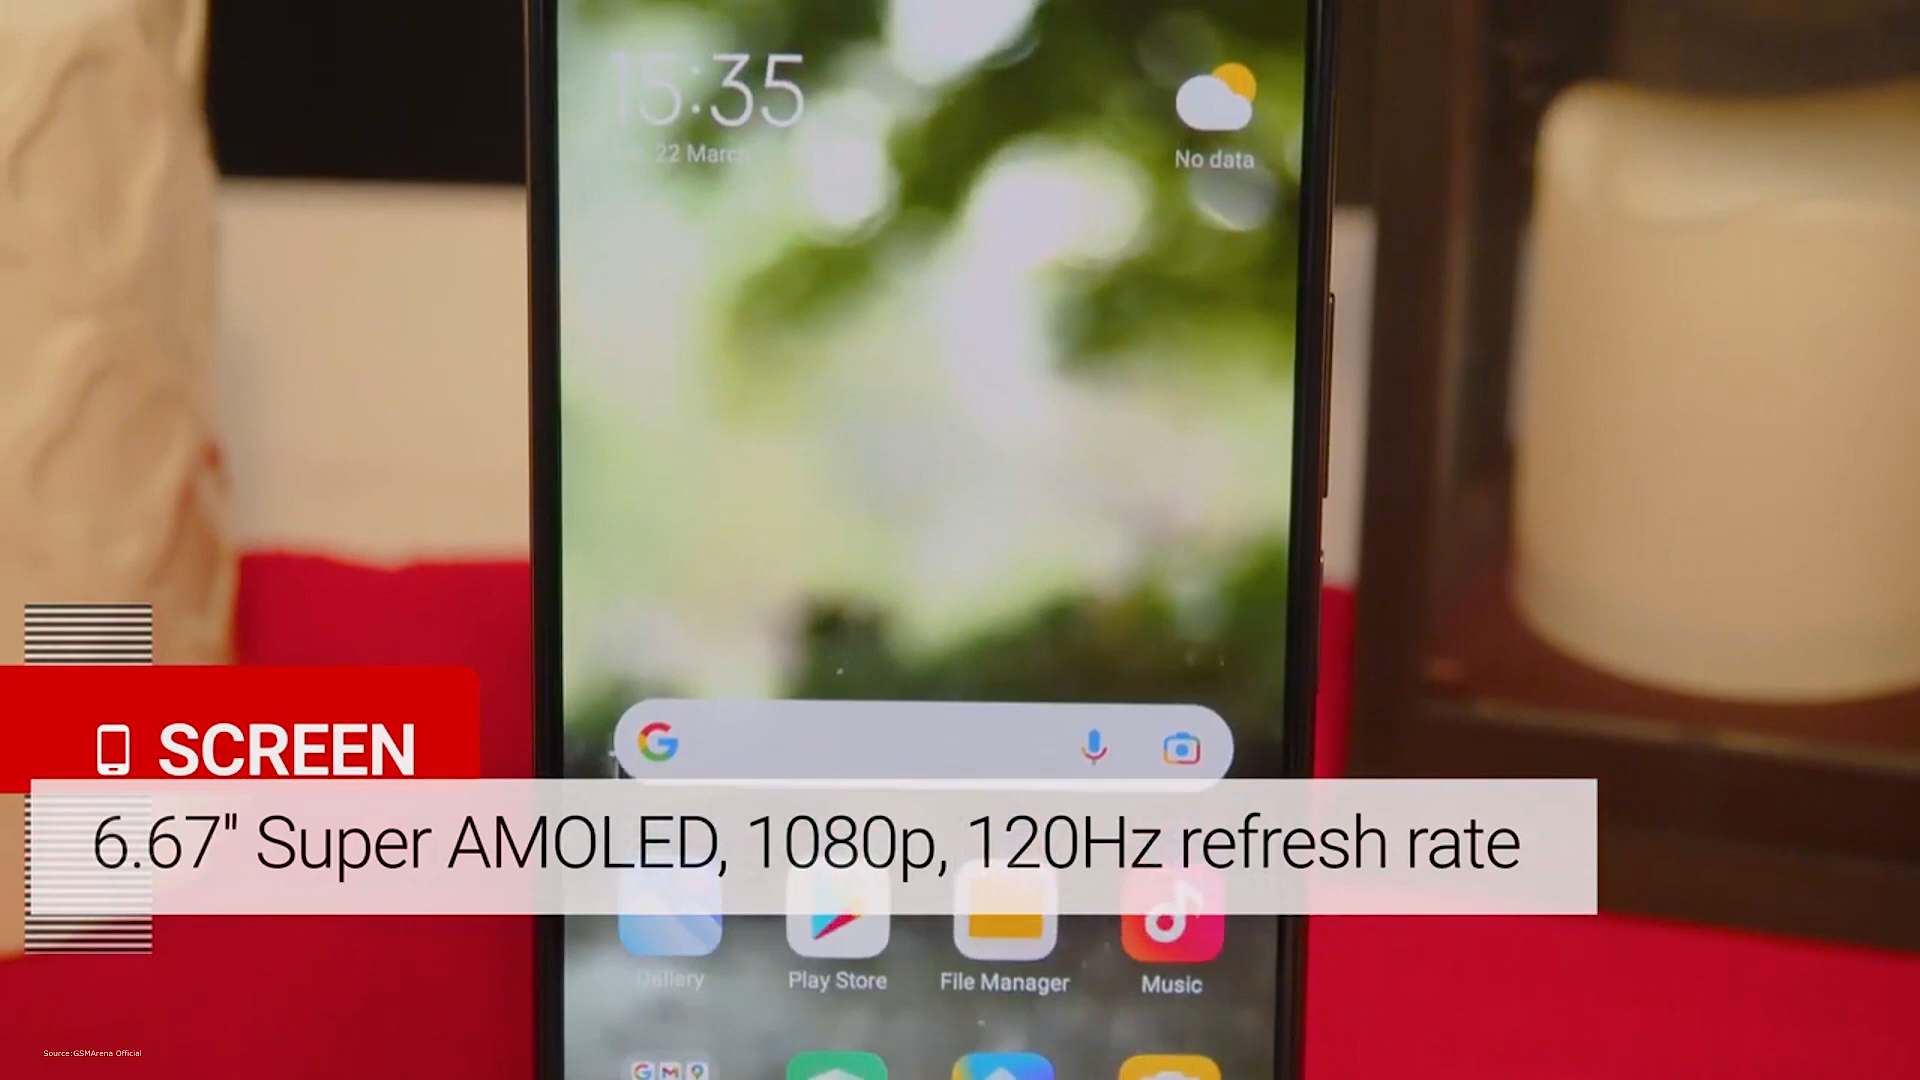 15:35
22 March
No data
SCREEN
6.67" Super AMOLED, 1080p, 120Hz refresh rate
Gallery
Play Store
File Manager
Music
Source:GSMArena Official